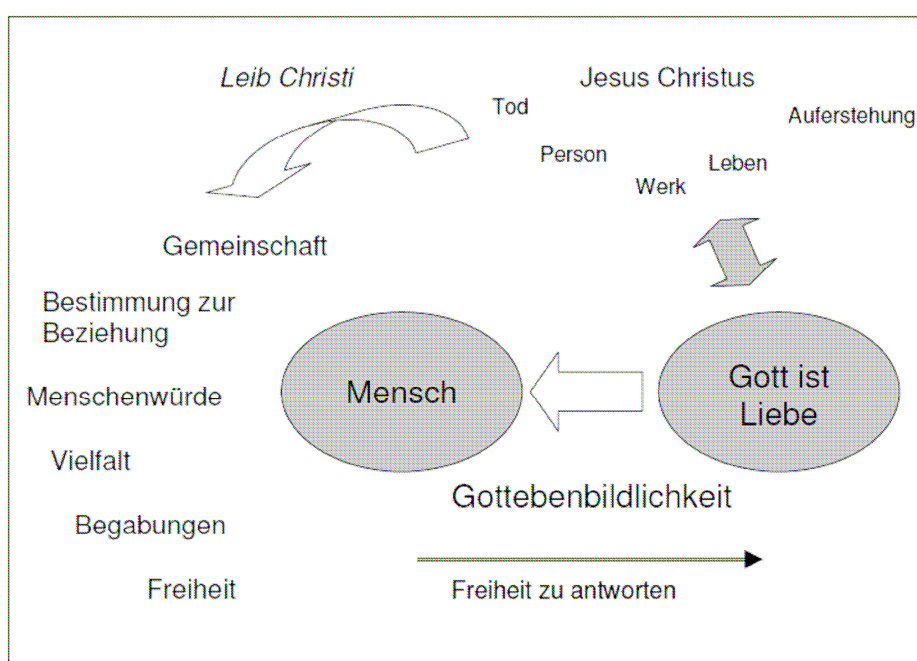 Leib Christi
Jesus Christus
Tod
Auferstehung
Person
Leben
Werk
Gemeinschaft
Bestimmung zur
Beziehung
Menschenwürde
Vielfalt
Begabungen
Freiheit
Mensch
Gott ist
Liebe
Gottebenbildlichkeit
Freiheit zu antworten